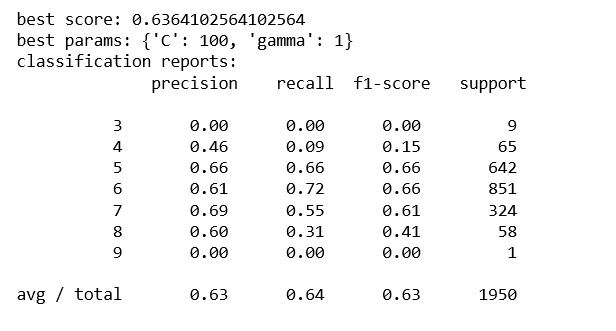 best score: 0.6364102564102564
best params: {'C': 100, 'gamma': 1}
classification reports:
precision recall f1-score support
3 0.00 0.00 0.00 9
4 0.46 0.09 0.15 65
5 0.66 0.66 0.66 642
6 0.61 0.72 0.66 851
7 0.69 0.55 0.61 324
8 0.60 0.31 0.41 58
9 0.00 0.00 0.00 1
avg / total 0.63 0.64 0.63 1950